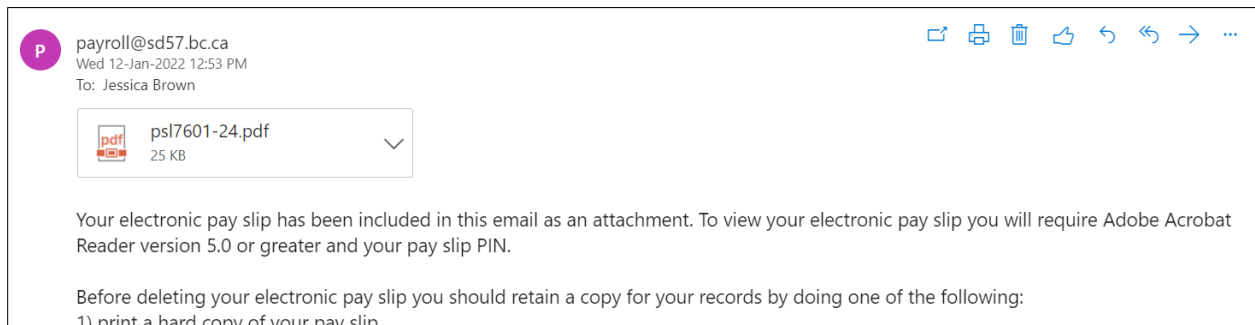 P
payroll@sd57.bc.ca
Wed 12-Jan-2022 12:53 PM
To: Jessica Brown
pdf
psl7601-24.pdf
25 KB
Your electronic pay slip has been included in this email as an attachment. To view your electronic pay slip you will require Adobe Acrobat
Reader version 5.0 or greater and your pay slip PIN.
Before deleting your electronic pay slip you should retain a copy for your records by doing one of the following:
1) print a hard copy of your pay slip